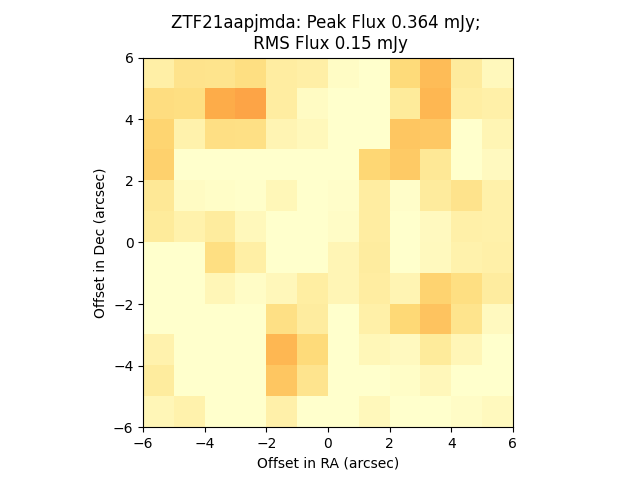 ZTF21aapjmda: Peak Flux 0.364 mJy;
RMS Flux 0.15 mJy
6
4
2
0
−2
−4
−6
Offset in Dec (arcsec)
−6 −4 −2 0 2 4 6
Offset in RA (arcsec)